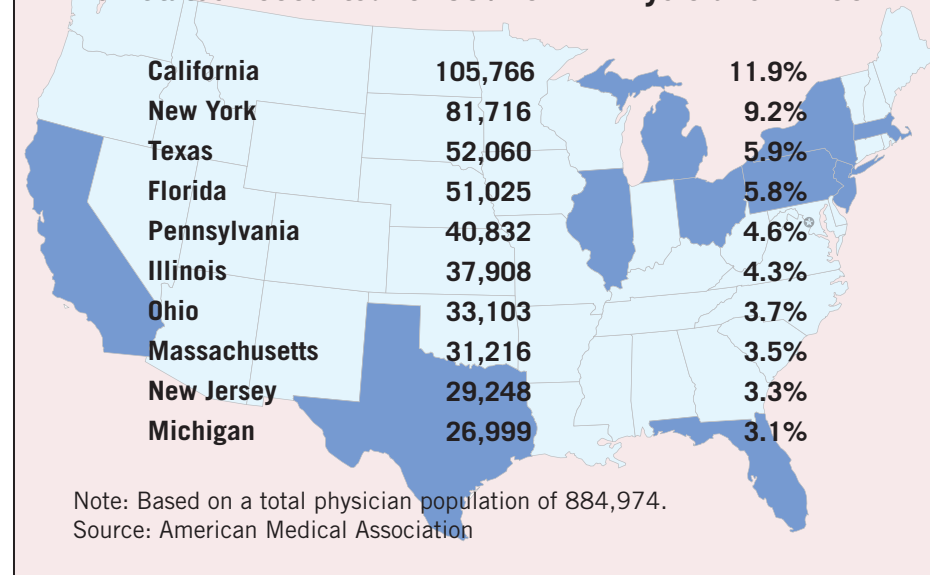 California 105,766 11.9%
New York 81,716 9.2%
Texas 52,060 5.9%
Florida 51,025 5.8%
Pennsylvania 40,832 4.6%
Illinois 37,908 4.3%
Ohio 33,103 3.7%
Massachusetts 31,216 3.5%
New Jersey 29,248 3.3%
Michigan 26,999 3.1%
Note: Based on a total physician population of 884,974.
Source: American Medical Association